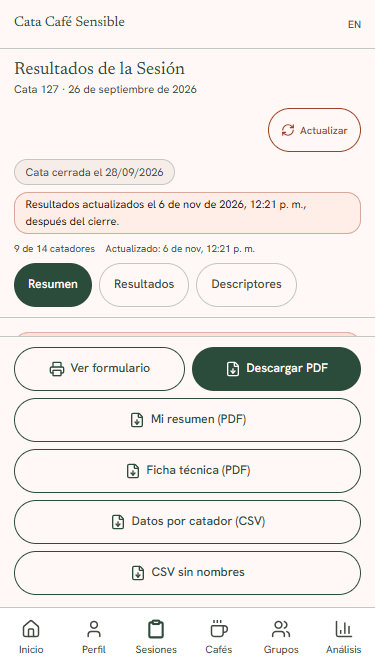 Cata Café Sensible
EN
Resultados de la Sesión
Cata 127 · 26 de septiembre de 2026
Actualizar
Cata cerrada el 28/09/2026
Resultados actualizados el 6 de nov de 2026, 12:21 p. m.,
después del cierre.
9 de 14 catadores Actualizado: 6 de nov, 12:21 p. m.
Resumen Resultados Descriptores
Ver formulario Descargar PDF
Mi resumen (PDF)
Ficha técnica (PDF)
Datos por catador (CSV)
CSV sin nombres
Inicio Perfil Sesiones Cafés Grupos Análisis